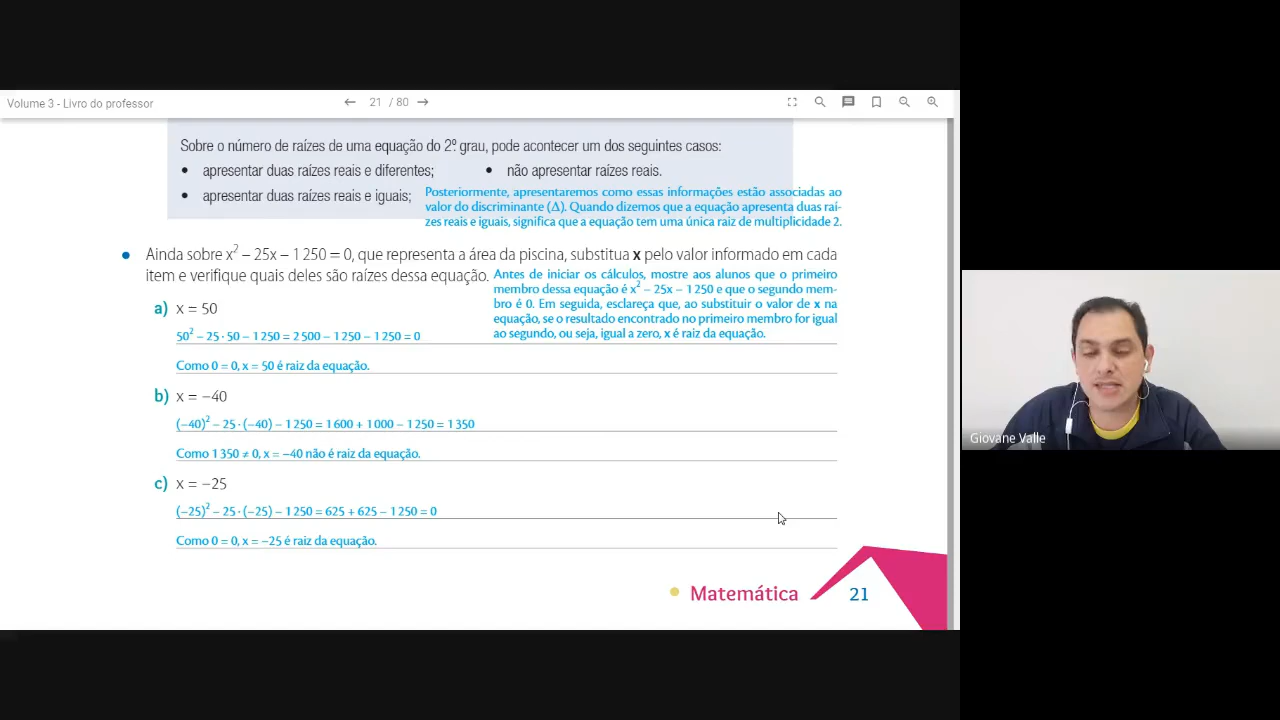 Volume 3 - Livro do professor
21 / 80
Sobre o número de raízes de uma equação do 2º. grau, pode acontecer um dos seguintes casos:
• apresentar duas raízes reais e diferentes;
• não apresentar raízes reais.
• apresentar duas raízes reais e iguais;
Posteriormente, apresentaremos como essas informações estão associadas ao
valor do discriminante (Δ). Quando dizemos que a equação apresenta duas raí-
zes reais e iguais, significa que a equação tem uma única raiz de multiplicidade 2.
• Ainda sobre x² – 25x – 1 250 = 0, que representa a área da piscina, substitua x pelo valor informado em cada
item e verifique quais deles são raízes dessa equação.
Antes de iniciar os cálculos, mostre aos alunos que o primeiro
membro dessa equação é x² – 25x – 1 250 e que o segundo mem-
bro é 0. Em seguida, esclareça que, ao substituir o valor de x na
equação, se o resultado encontrado no primeiro membro for igual
ao segundo, ou seja, igual a zero, x é raiz da equação.
a) x = 50
50² – 25 · 50 – 1 250 = 2 500 – 1 250 – 1 250 = 0
Como 0 = 0, x = 50 é raiz da equação.
b) x = –40
(–40)² – 25 · (–40) – 1 250 = 1 600 + 1 000 – 1 250 = 1 350
Como 1 350 ≠ 0, x = –40 não é raiz da equação.
c) x = –25
(–25)² – 25 · (–25) – 1 250 = 625 + 625 – 1 250 = 0
Como 0 = 0, x = –25 é raiz da equação.
Matemática
21
Giovane Valle